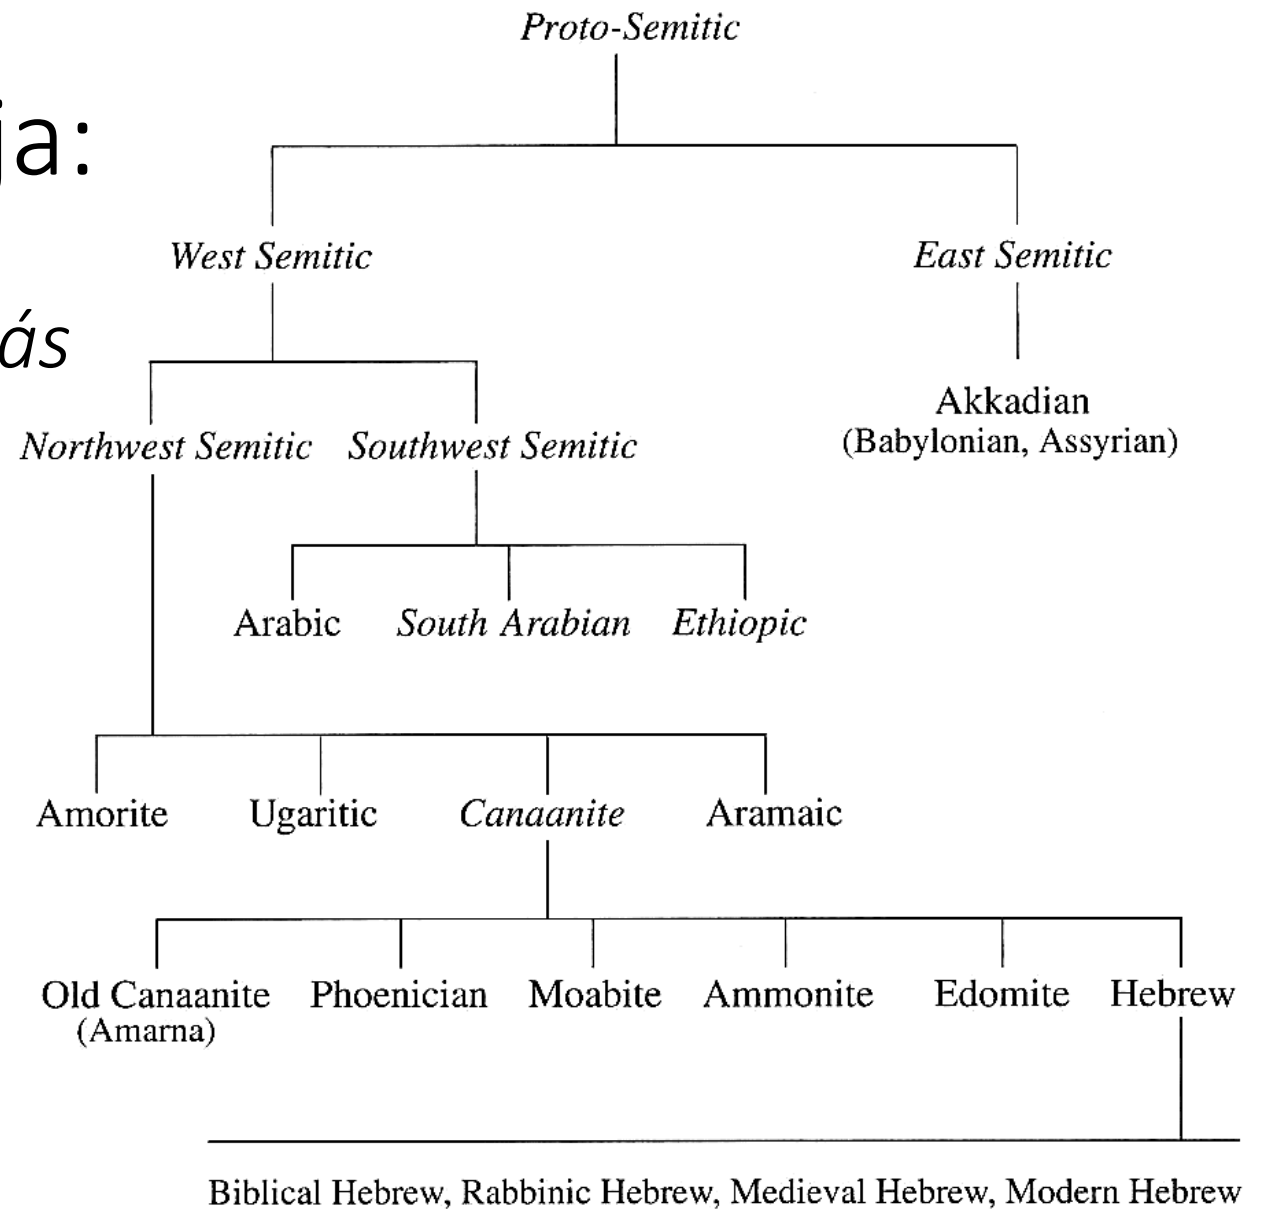 Proto-Semitic
ja:
West Semitic East Semitic
ás
Akkadian
(Babylonian, Assyrian)
Northwest Semitic Southwest Semitic
Arabic South Arabian Ethiopic
Amorite Ugaritic Canaanite Aramaic
Old Canaanite Phoenician Moabite Ammonite Edomite Hebrew
(Amarna)
Biblical Hebrew, Rabbinic Hebrew, Medieval Hebrew, Modern Hebrew